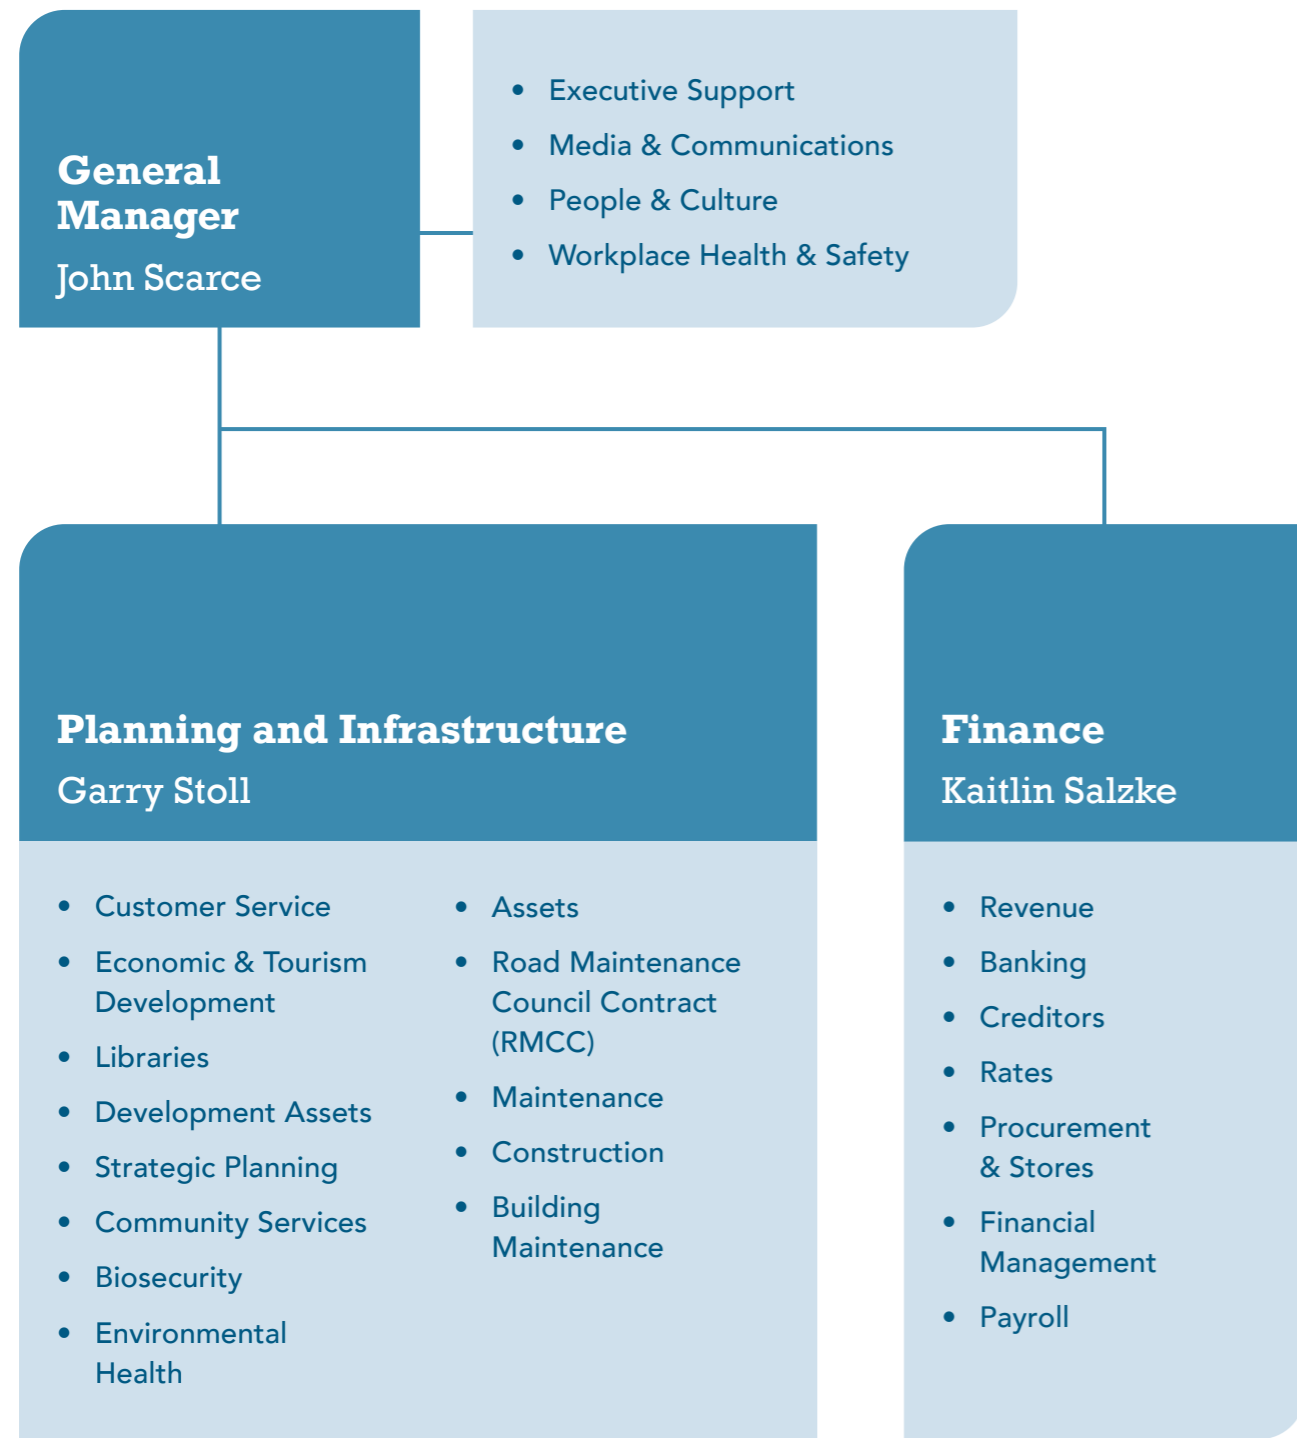 General
Manager
John Scarce
• Executive Support
• Media & Communications
• People & Culture
• Workplace Health & Safety
Planning and Infrastructure
Garry Stoll
• Customer Service
• Economic & Tourism
Development
• Libraries
• Development Assets
• Strategic Planning
• Community Services
• Biosecurity
• Environmental
Health
• Assets
• Road Maintenance
Council Contract
(RMCC)
• Maintenance
• Construction
• Building
Maintenance
Finance
Kaitlin Salzke
• Revenue
• Banking
• Creditors
• Rates
• Procurement
& Stores
• Financial
Management
• Payroll